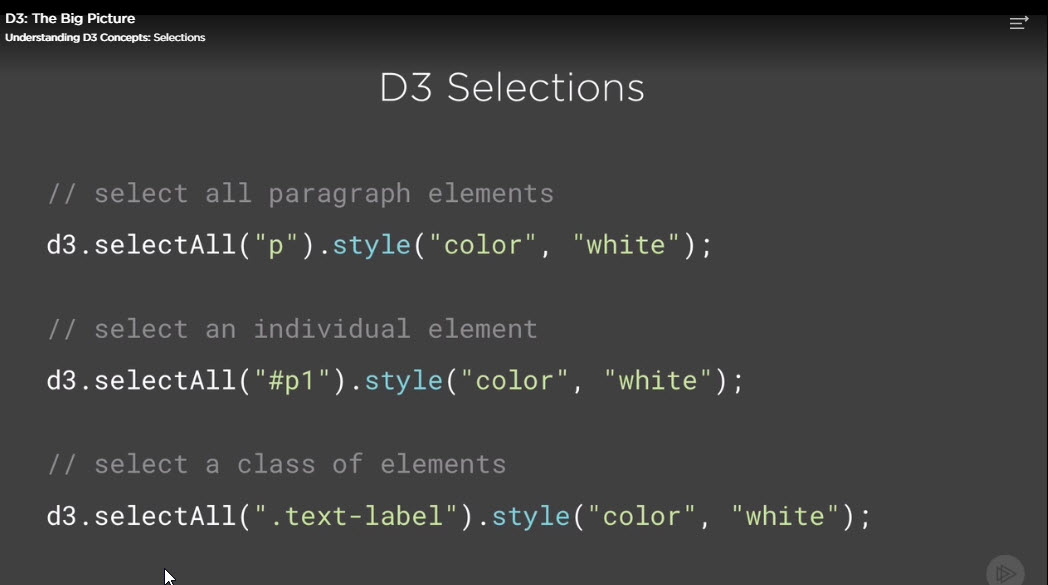 D3: The Big Picture
Understanding D3 Concepts: Selections
D3 Selections
// select all paragraph elements
d3.selectAll("p").style("color", "white");
// select an individual element
d3.selectAll("#p1").style("color", "white");
// select a class of elements
d3.selectAll(".text-label").style("color", "white");